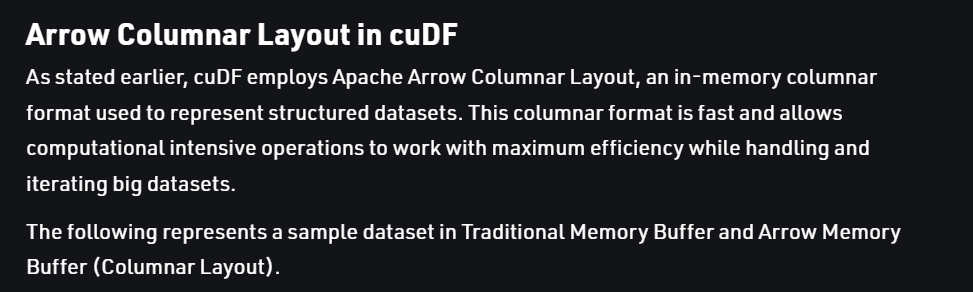 Arrow Columnar Layout in cuDF
As stated earlier, cuDF employs Apache Arrow Columnar Layout, an in-memory columnar
format used to represent structured datasets. This columnar format is fast and allows
computational intensive operations to work with maximum efficiency while handling and
iterating big datasets.
The following represents a sample dataset in Traditional Memory Buffer and Arrow Memory
Buffer (Columnar Layout).